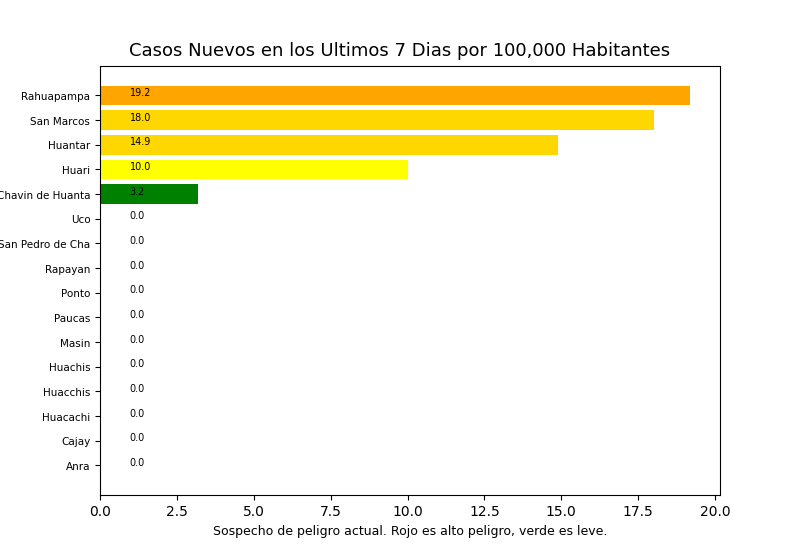 Casos Nuevos en los Ultimos 7 Dias por 100,000 Habitantes
Rahuapampa 19.2
San Marcos 18.0
Huantar 14.9
Huari 10.0
Chavin de Huanta 3.2
Uco 0.0
San Pedro de Cha 0.0
Rapayan 0.0
Ponto 0.0
Paucas 0.0
Masin 0.0
Huachis 0.0
Huacchis 0.0
Huacachi 0.0
Cajay 0.0
Anra 0.0
0.0 2.5 5.0 7.5 10.0 12.5 15.0 17.5 20.0
Sospecho de peligro actual. Rojo es alto peligro, verde es leve.